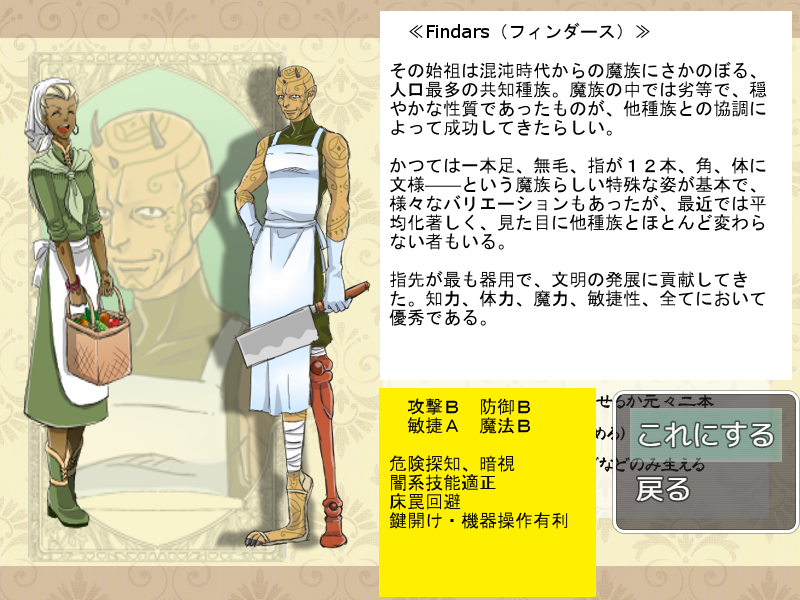 ≪Findars（フィンダース）≫
その始祖は混沌時代からの魔族にさかのぼる、
人口最多の共知種族。魔族の中では劣等で、穏
やかな性質であったものが、他種族との協調に
よって成功してきたらしい。
かつては一本足、無毛、指が１２本、角、体に
文様――という魔族らしい特殊な姿が基本で、
様々なバリエーションもあったが、最近では平
均化著しく、見た目に他種族とほとんど変わら
ない者もいる。
指先が最も器用で、文明の発展に貢献してき
た。知力、体力、魔力、敏捷性、全てにおいて
優秀である。
攻撃Ｂ　防御Ｂ
敏捷Ａ　魔法Ｂ
危険探知、暗視
闇系技能適正
床罠回避
鍵開け・機器操作有利
元々二本
などのみ生える
これにする
戻る